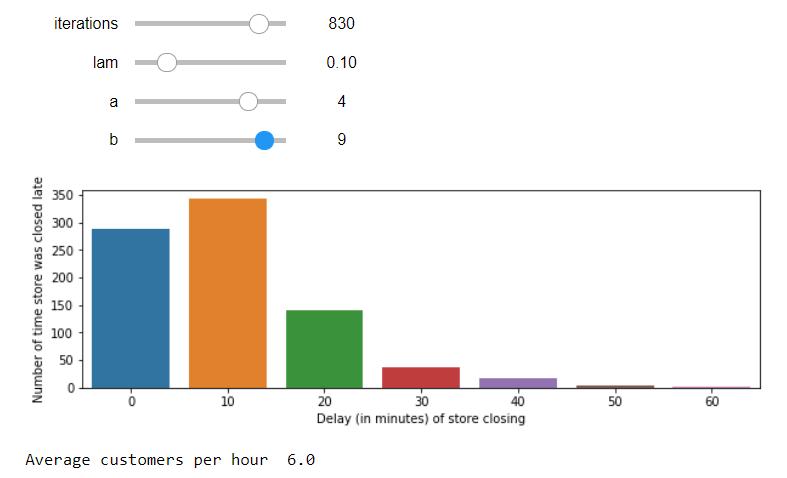 iterations 830
lam 0.10
a 4
b 9
Number of time store was closed late
350
300
250
200
150
100
50
0
0 10 20 30 40 50 60
Delay (in minutes) of store closing
Average customers per hour 6.0